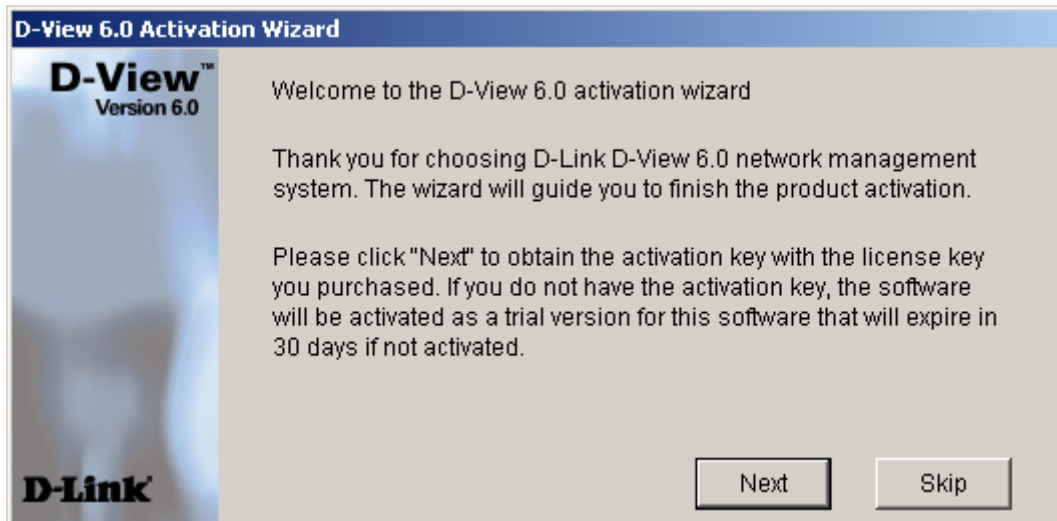 D-View 6.0 Activation Wizard
D-View™
Version 6.0
Welcome to the D-View 6.0 activation wizard
Thank you for choosing D-Link D-View 6.0 network management
system. The wizard will guide you to finish the product activation.
Please click "Next" to obtain the activation key with the license key
you purchased. If you do not have the activation key, the software
will be activated as a trial version for this software that will expire in
30 days if not activated.
D-Link
Next
Skip